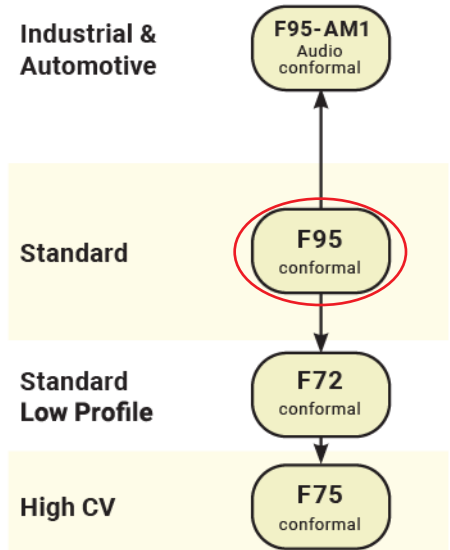 Industrial &
Automotive
F95-AM1
Audio
conformal
Standard
F95
conformal
Standard
Low Profile
F72
conformal
High CV
F75
conformal